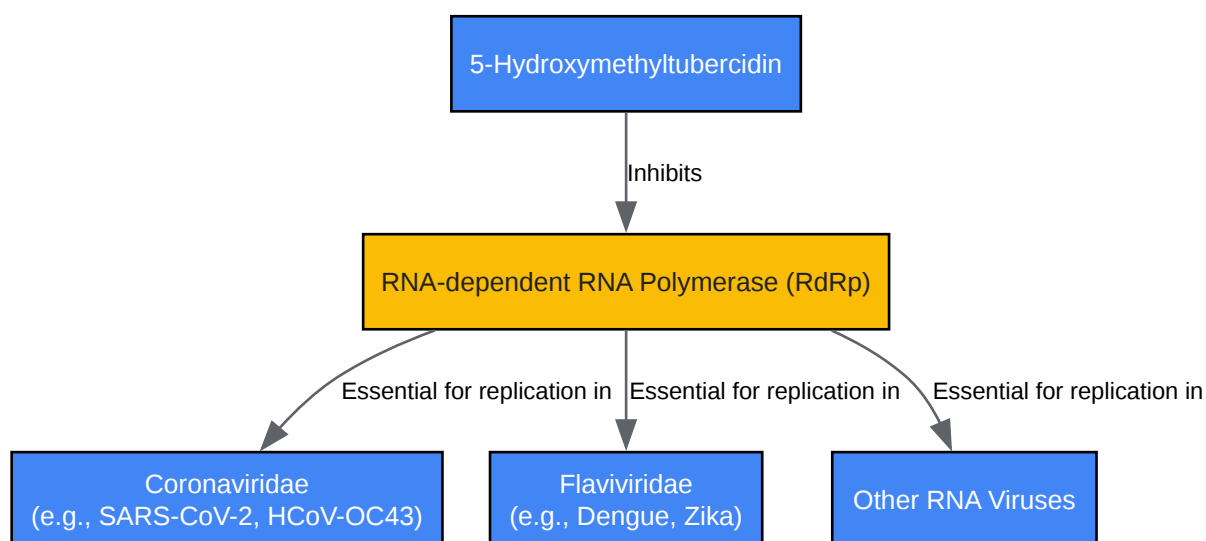 5-Hydroxymethyltubercidin
Inhibits
RNA-dependent RNA Polymerase (RdRp)
Essential for replication in
Essential for replication in
Essential for replication in
Coronaviridae
(e.g., SARS-CoV-2, HCoV-OC43)
Flaviviridae
(e.g., Dengue, Zika)
Other RNA Viruses